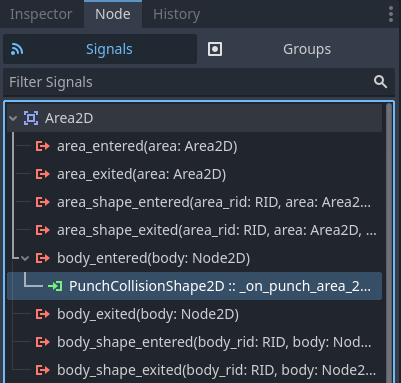 Inspector Node History
Signals Groups
Filter Signals
Area2D
area_entered(area: Area2D)
area_exited(area: Area2D)
area_shape_entered(area_rid: RID, area: Area2...
area_shape_exited(area_rid: RID, area: Area2D, ...
body_entered(body: Node2D)
PunchCollisionShape2D :: _on_punch_area_2...
body_exited(body: Node2D)
body_shape_entered(body_rid: RID, body: Nod...
body_shape_exited(body_rid: RID, body: Node2...